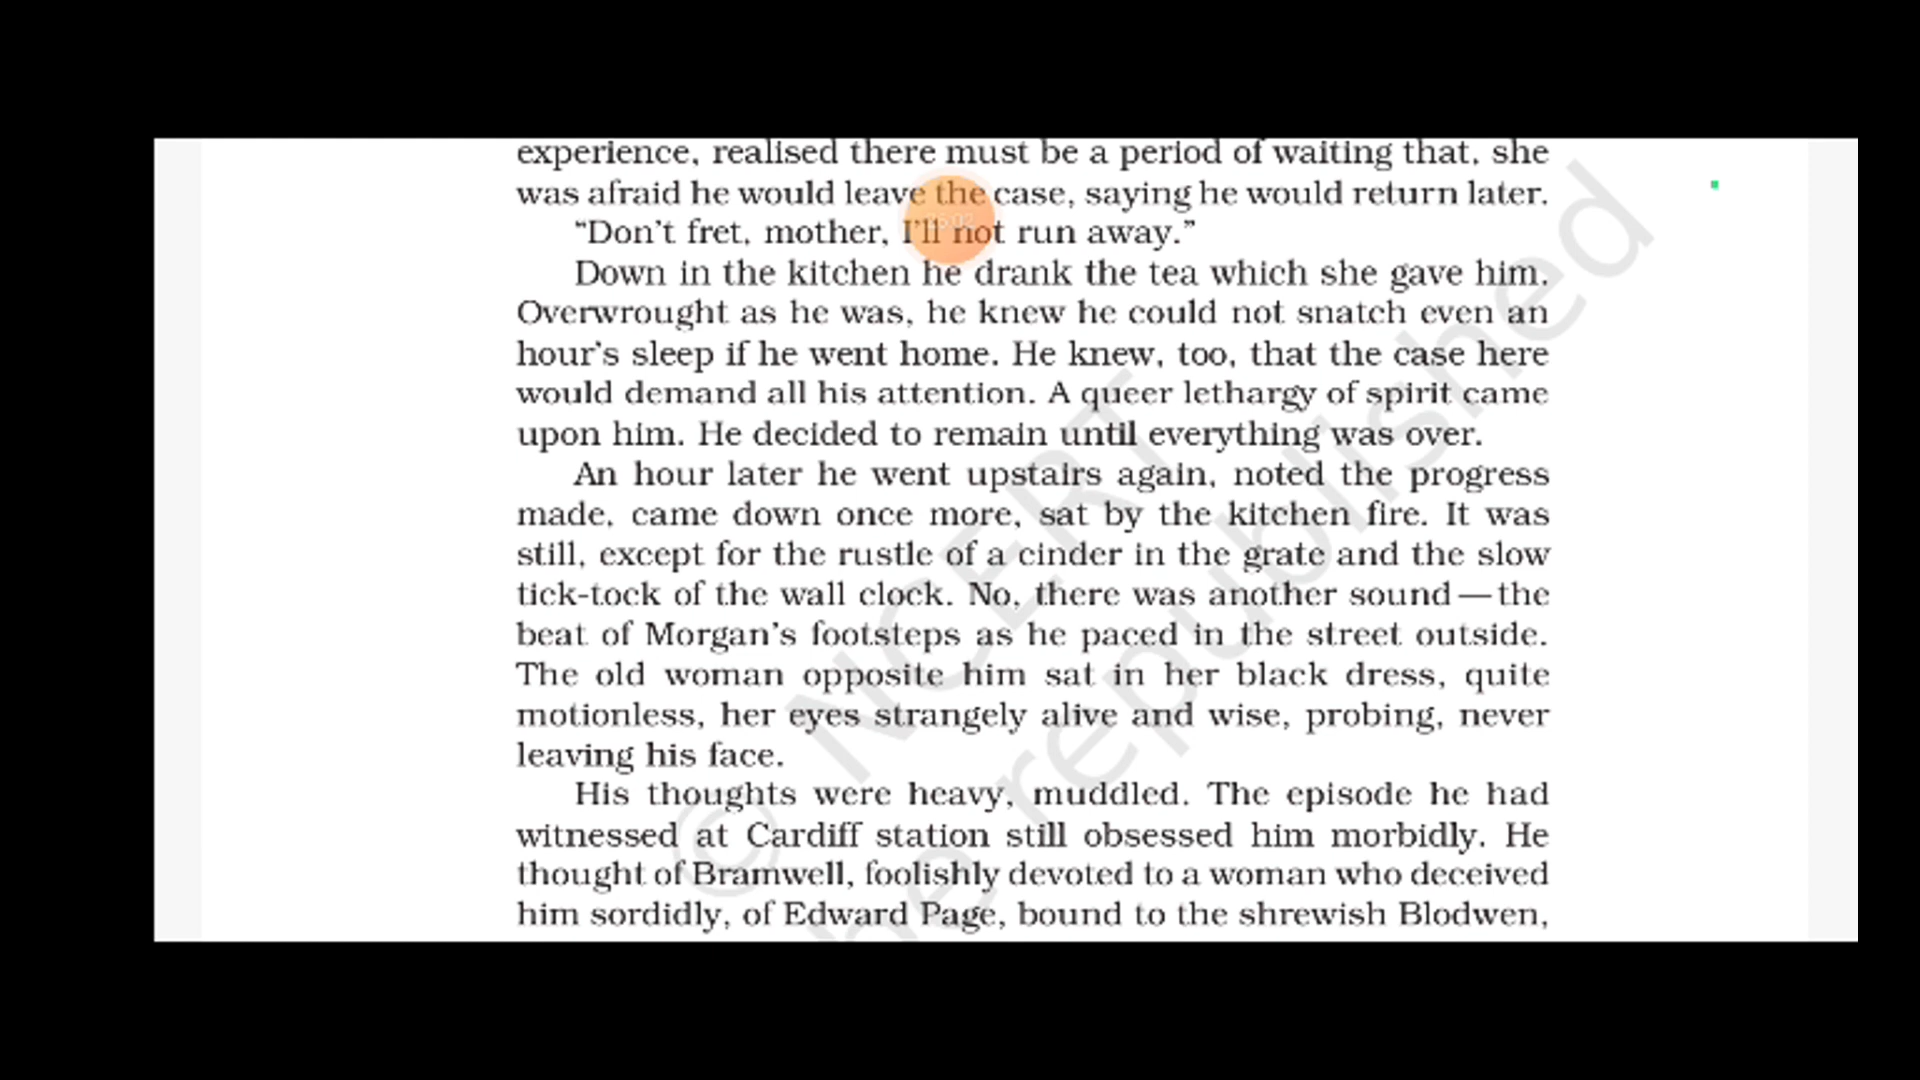 experience, realised there must be a period of waiting that, she
was afraid he would leave the case, saying he would return later.
“Don’t fret, mother, I’ll not run away.”
Down in the kitchen he drank the tea which she gave him.
Overwrought as he was, he knew he could not snatch even an
hour’s sleep if he went home. He knew, too, that the case here
would demand all his attention. A queer lethargy of spirit came
upon him. He decided to remain until everything was over.
An hour later he went upstairs again, noted the progress
made, came down once more, sat by the kitchen fire. It was
still, except for the rustle of a cinder in the grate and the slow
tick-tock of the wall clock. No, there was another sound — the
beat of Morgan’s footsteps as he paced in the street outside.
The old woman opposite him sat in her black dress, quite
motionless, her eyes strangely alive and wise, probing, never
leaving his face.
His thoughts were heavy, muddled. The episode he had
witnessed at Cardiff station still obsessed him morbidly. He
thought of Bramwell, foolishly devoted to a woman who deceived
him sordidly, of Edward Page, bound to the shrewish Blodwen,
© NCERT
he republished